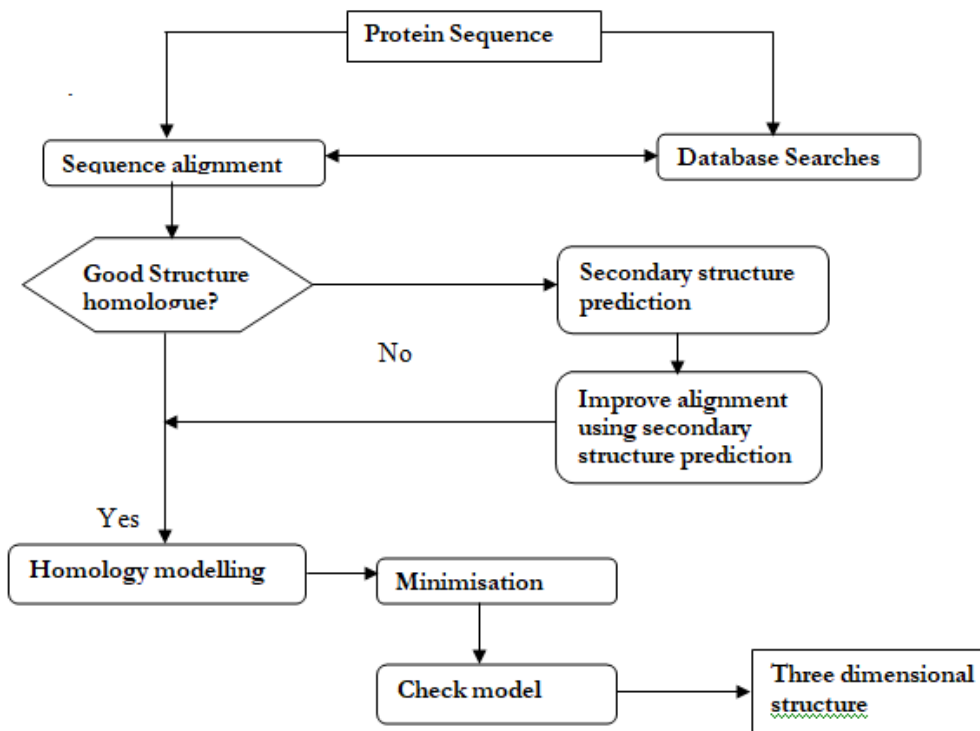 Protein Sequence
Sequence alignment
Database Searches
Good Structure
homologue?
Secondary structure
prediction
No
Improve alignment
using secondary
structure prediction
Yes
Homology modelling
Minimisation
Check model
Three dimensional
structure